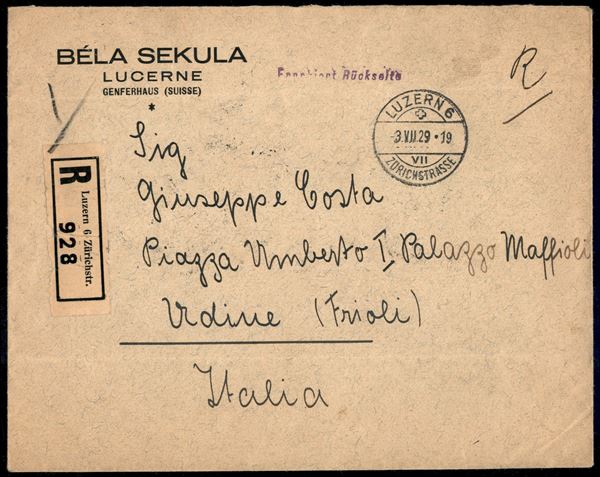 BÉLA SEKULA
LUCERNE
GENFERHAUS (SUISSE)
*
Frankiert Rückseite
R
LUZERN 6
-3.VII.29•19
VII
ZÜRICHSTRASSE
R
Luzern 6 Zürichstr.
928
Sig
Giuseppe Costa
Piazza Umberto I, Palazzo Maffioli
Udine (Frioli)
Italia